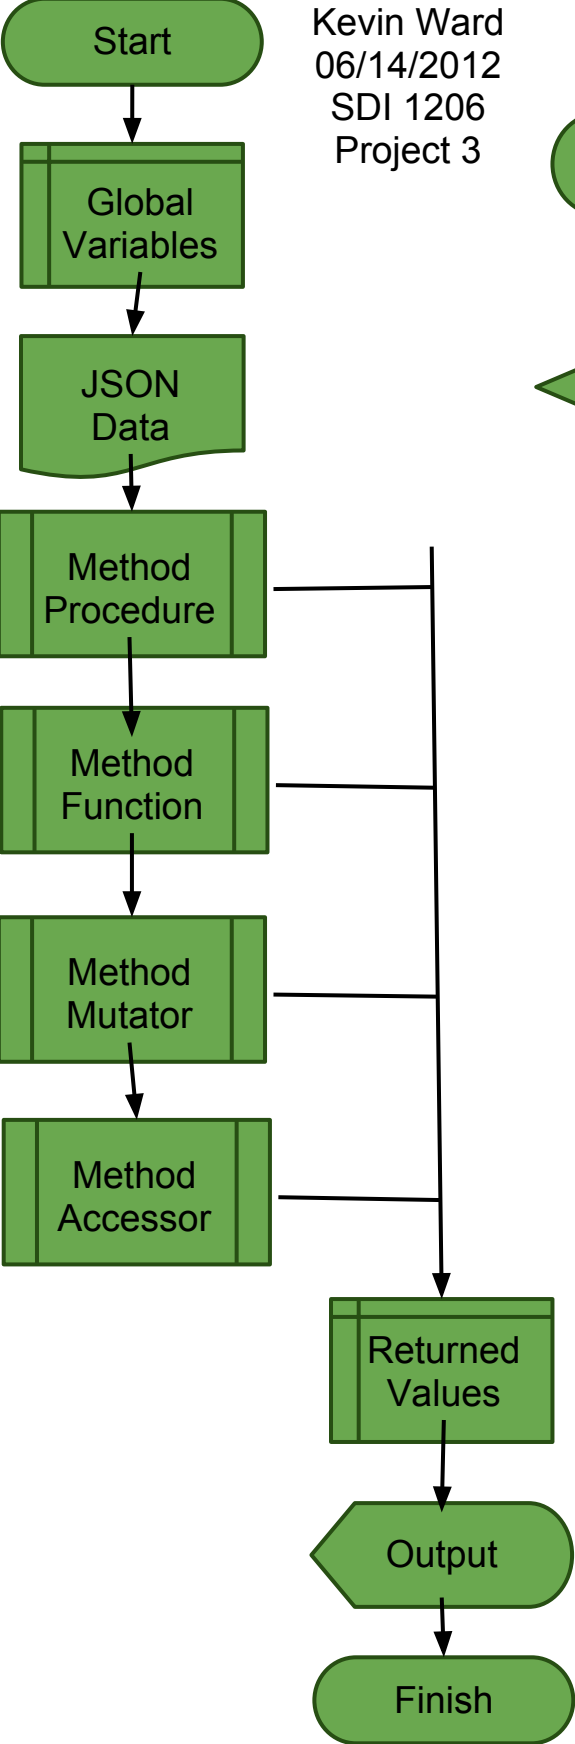 Start
Kevin Ward
06/14/2012
SDI 1206
Project 3
Global
Variables
JSON
Data
Method
Procedure
Method
Function
Method
Mutator
Method
Accessor
Returned
Values
Output
Finish